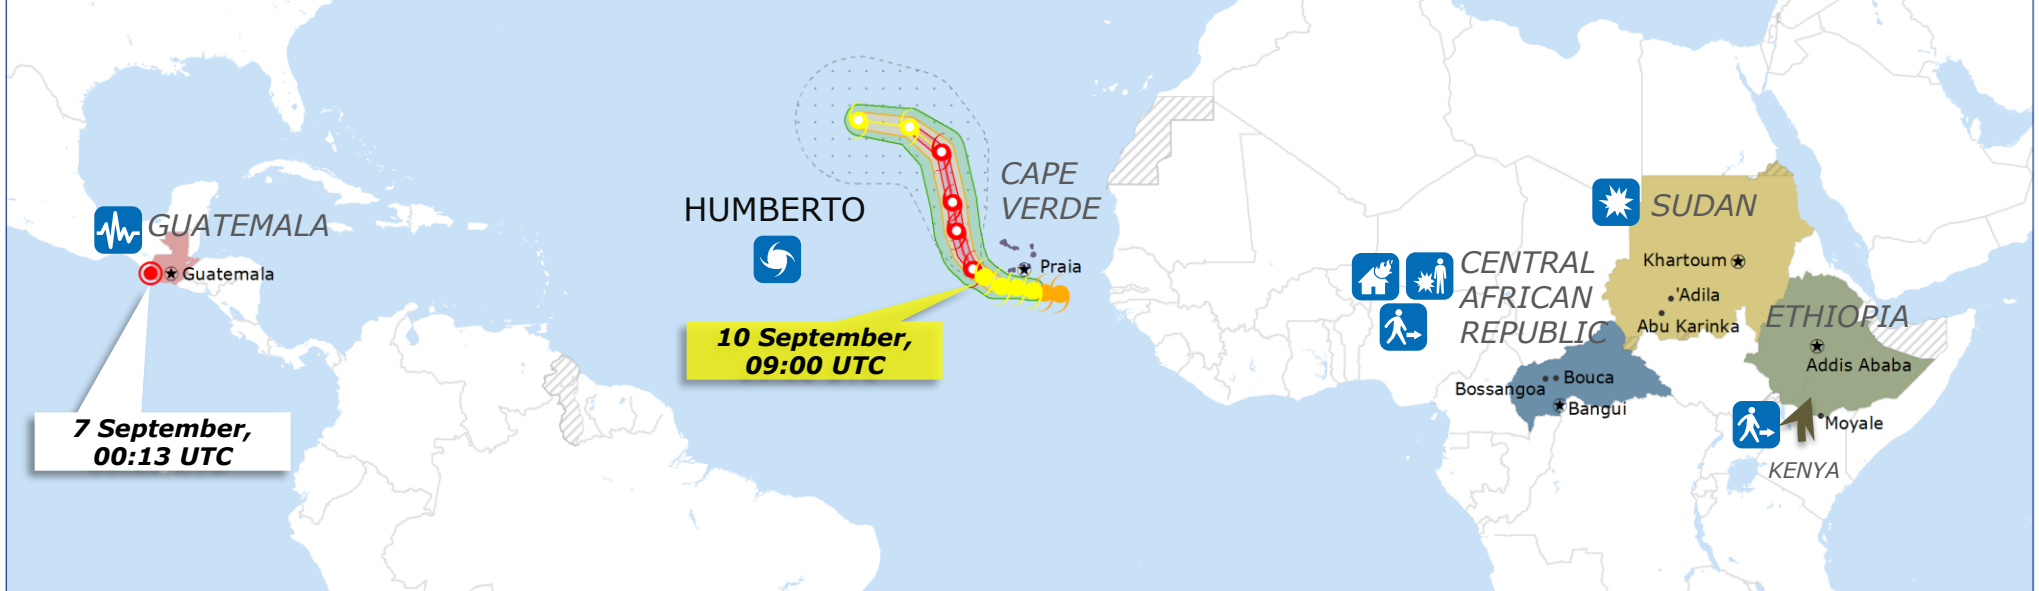 GUATEMALA
Guatemala
7 September,
00:13 UTC
HUMBERTO
10 September,
09:00 UTC
CAPE
VERDE
Praia
CENTRAL
AFRICAN
REPUBLIC
Bossangoa
Bouca
Bangui
SUDAN
Khartoum
'Adila
Abu Karinka
ETHIOPIA
Addis Ababa
Moyale
KENYA